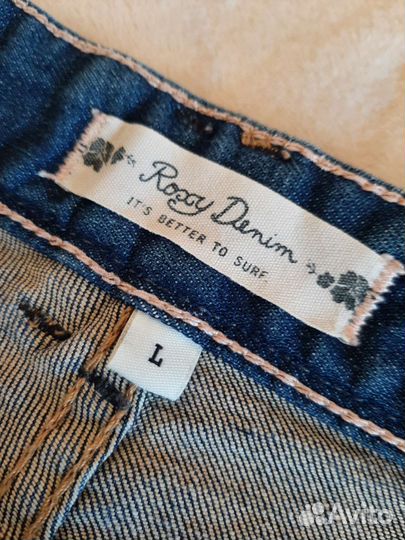 Roxy Denim
IT'S BETTER TO SURF
L
Avito